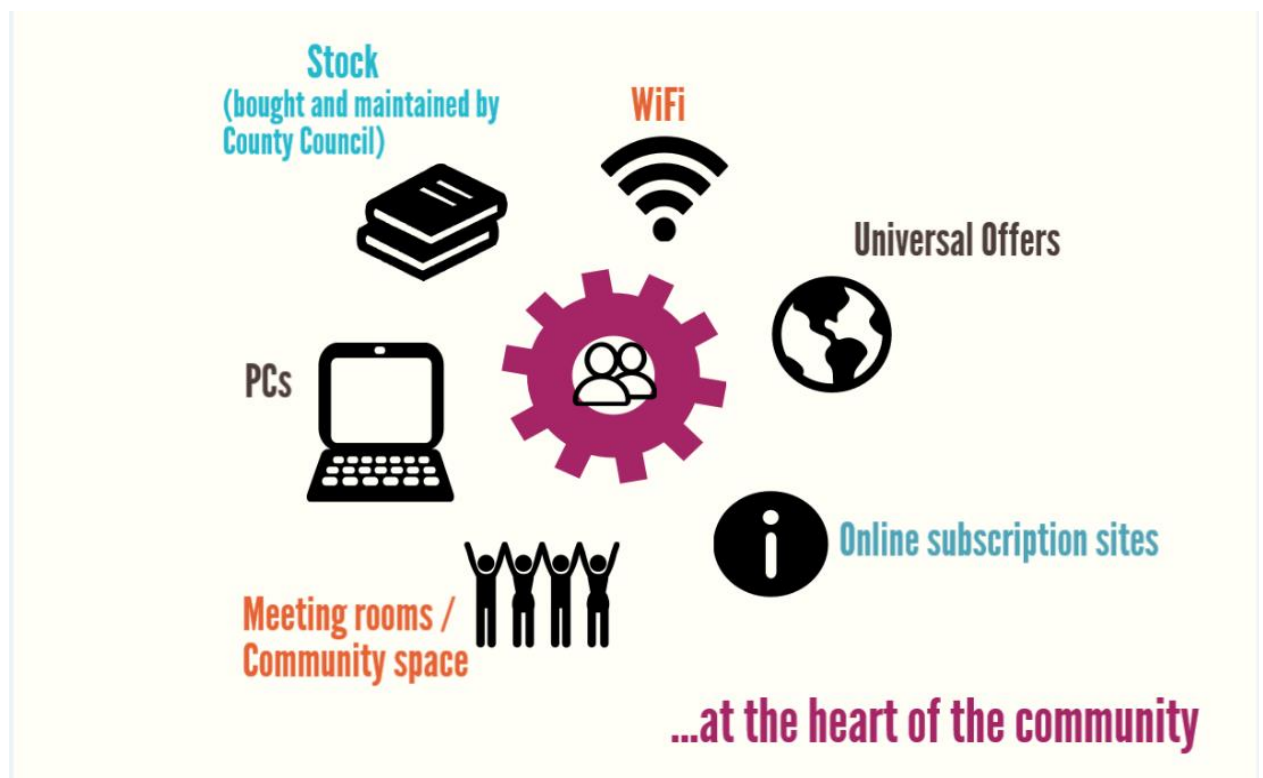 Stock
(bought and maintained by
County Council)
WiFi
Universal Offers
PCs
Online subscription sites
Meeting rooms /
Community space
...at the heart of the community